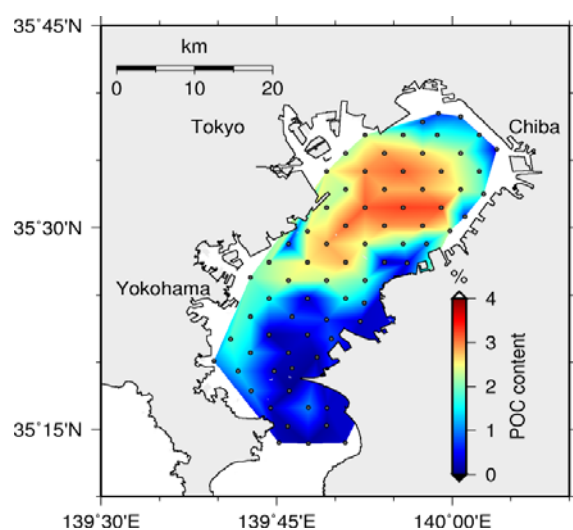 35˚45'N
km
0 10 20
Tokyo
Chiba
35˚30'N
Yokohama
%
4
3
2
1
0
POC content
35˚15'N
139˚30'E
139˚45'E
140˚00'E